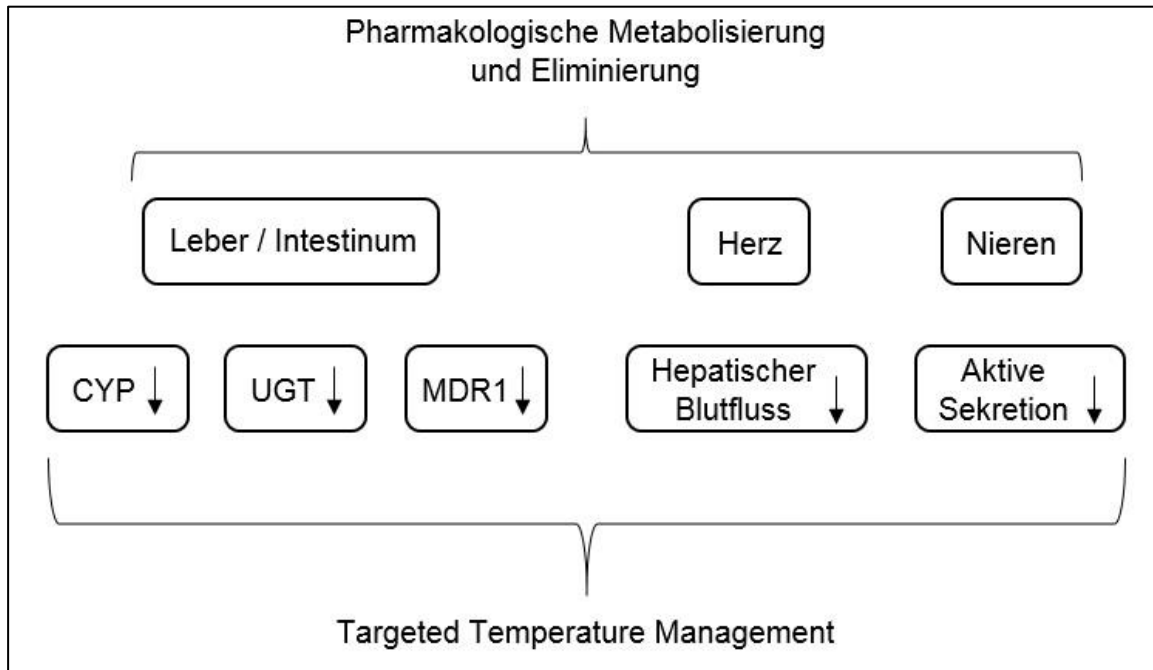 Pharmakologische Metabolisierung
und Eliminierung
Leber / Intestinum
Herz
Nieren
CYP ↓
UGT ↓
MDR1 ↓
Hepatischer
Blutfluss ↓
Aktive
Sekretion ↓
Targeted Temperature Management